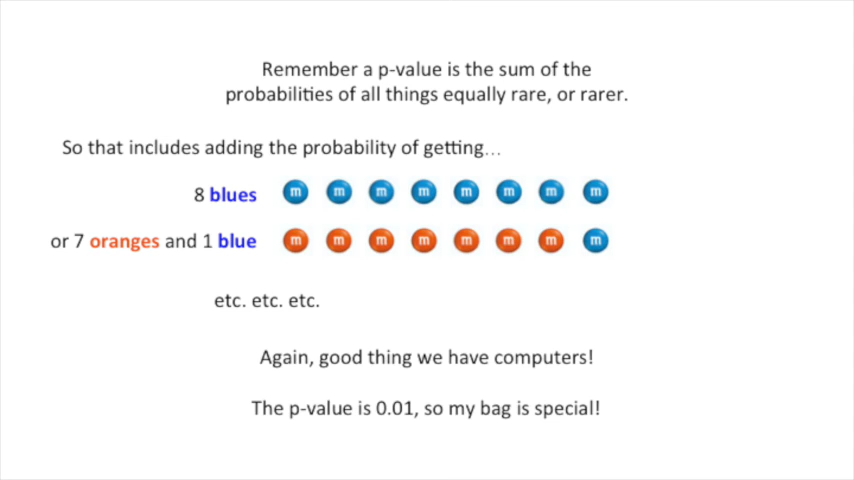 Remember a p-value is the sum of the
probabilities of all things equally rare, or rarer.
So that includes adding the probability of getting...
8 blues m m m m m m m m
or 7 oranges and 1 blue m m m m m m m m
etc. etc. etc.
Again, good thing we have computers!
The p-value is 0.01, so my bag is special!